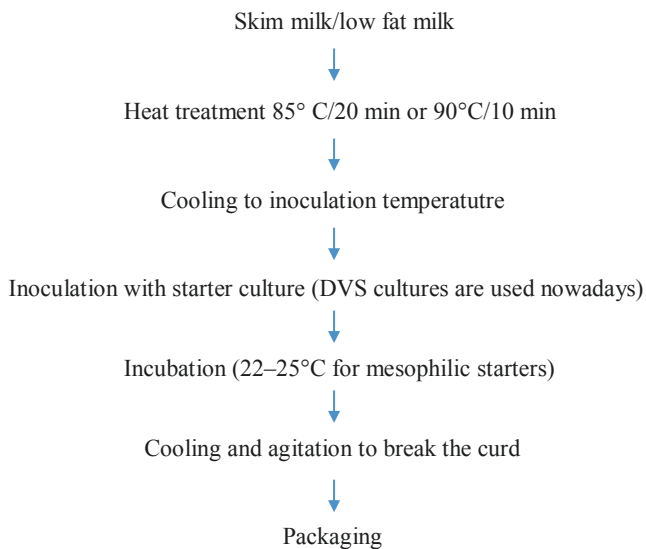 Skim milk/low fat milk
Heat treatment 85° C/20 min or 90°C/10 min
Cooling to inoculation temperatutre
Inoculation with starter culture (DVS cultures are used nowadays)
Incubation (22–25°C for mesophilic starters)
Cooling and agitation to break the curd
Packaging